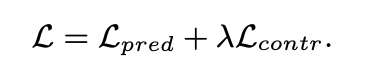 ℒ = ℒ_pred + λℒ_contr.